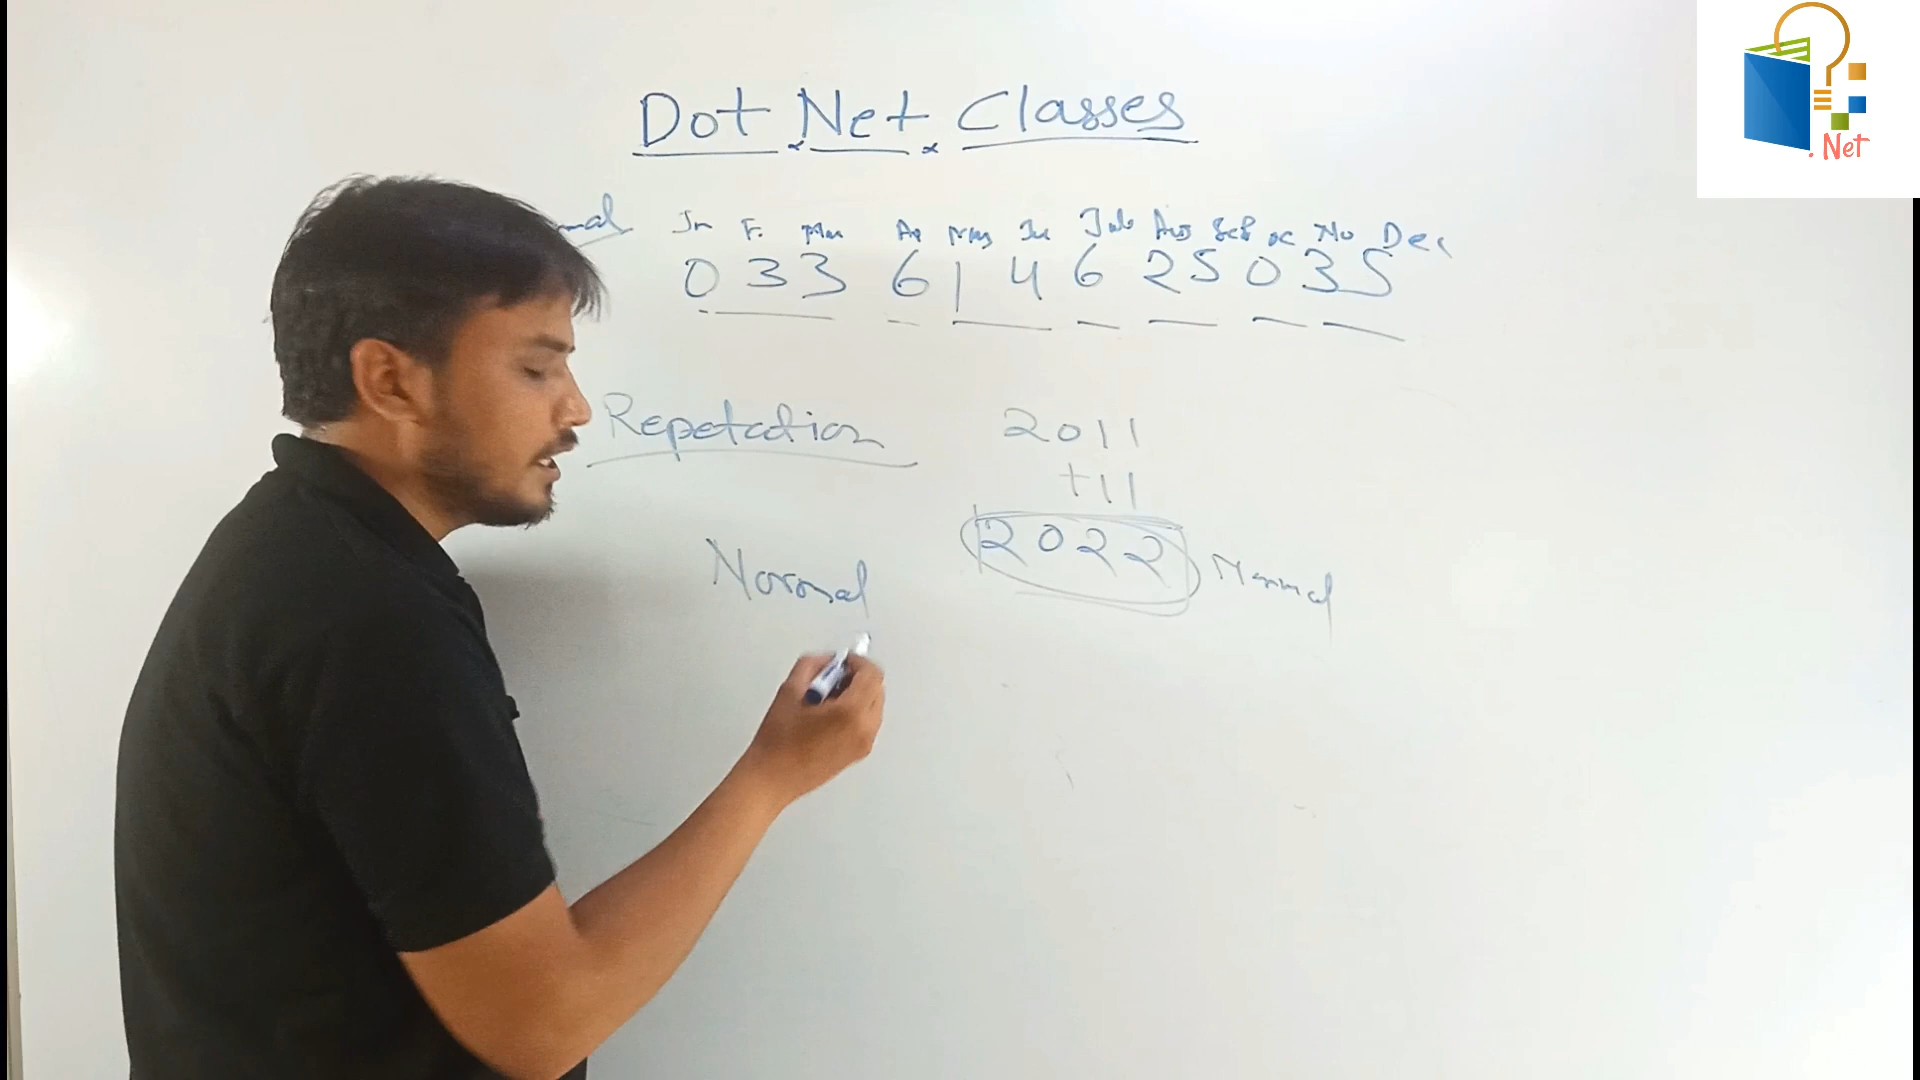 Dot Net Classes
.Net
Jn F. Mar Ap May Ju Jul Aug Sep oc No Dec
0 3 3 6 1 4 6 2 5 0 3 5
Repetation
2011
+11
2022
Normal